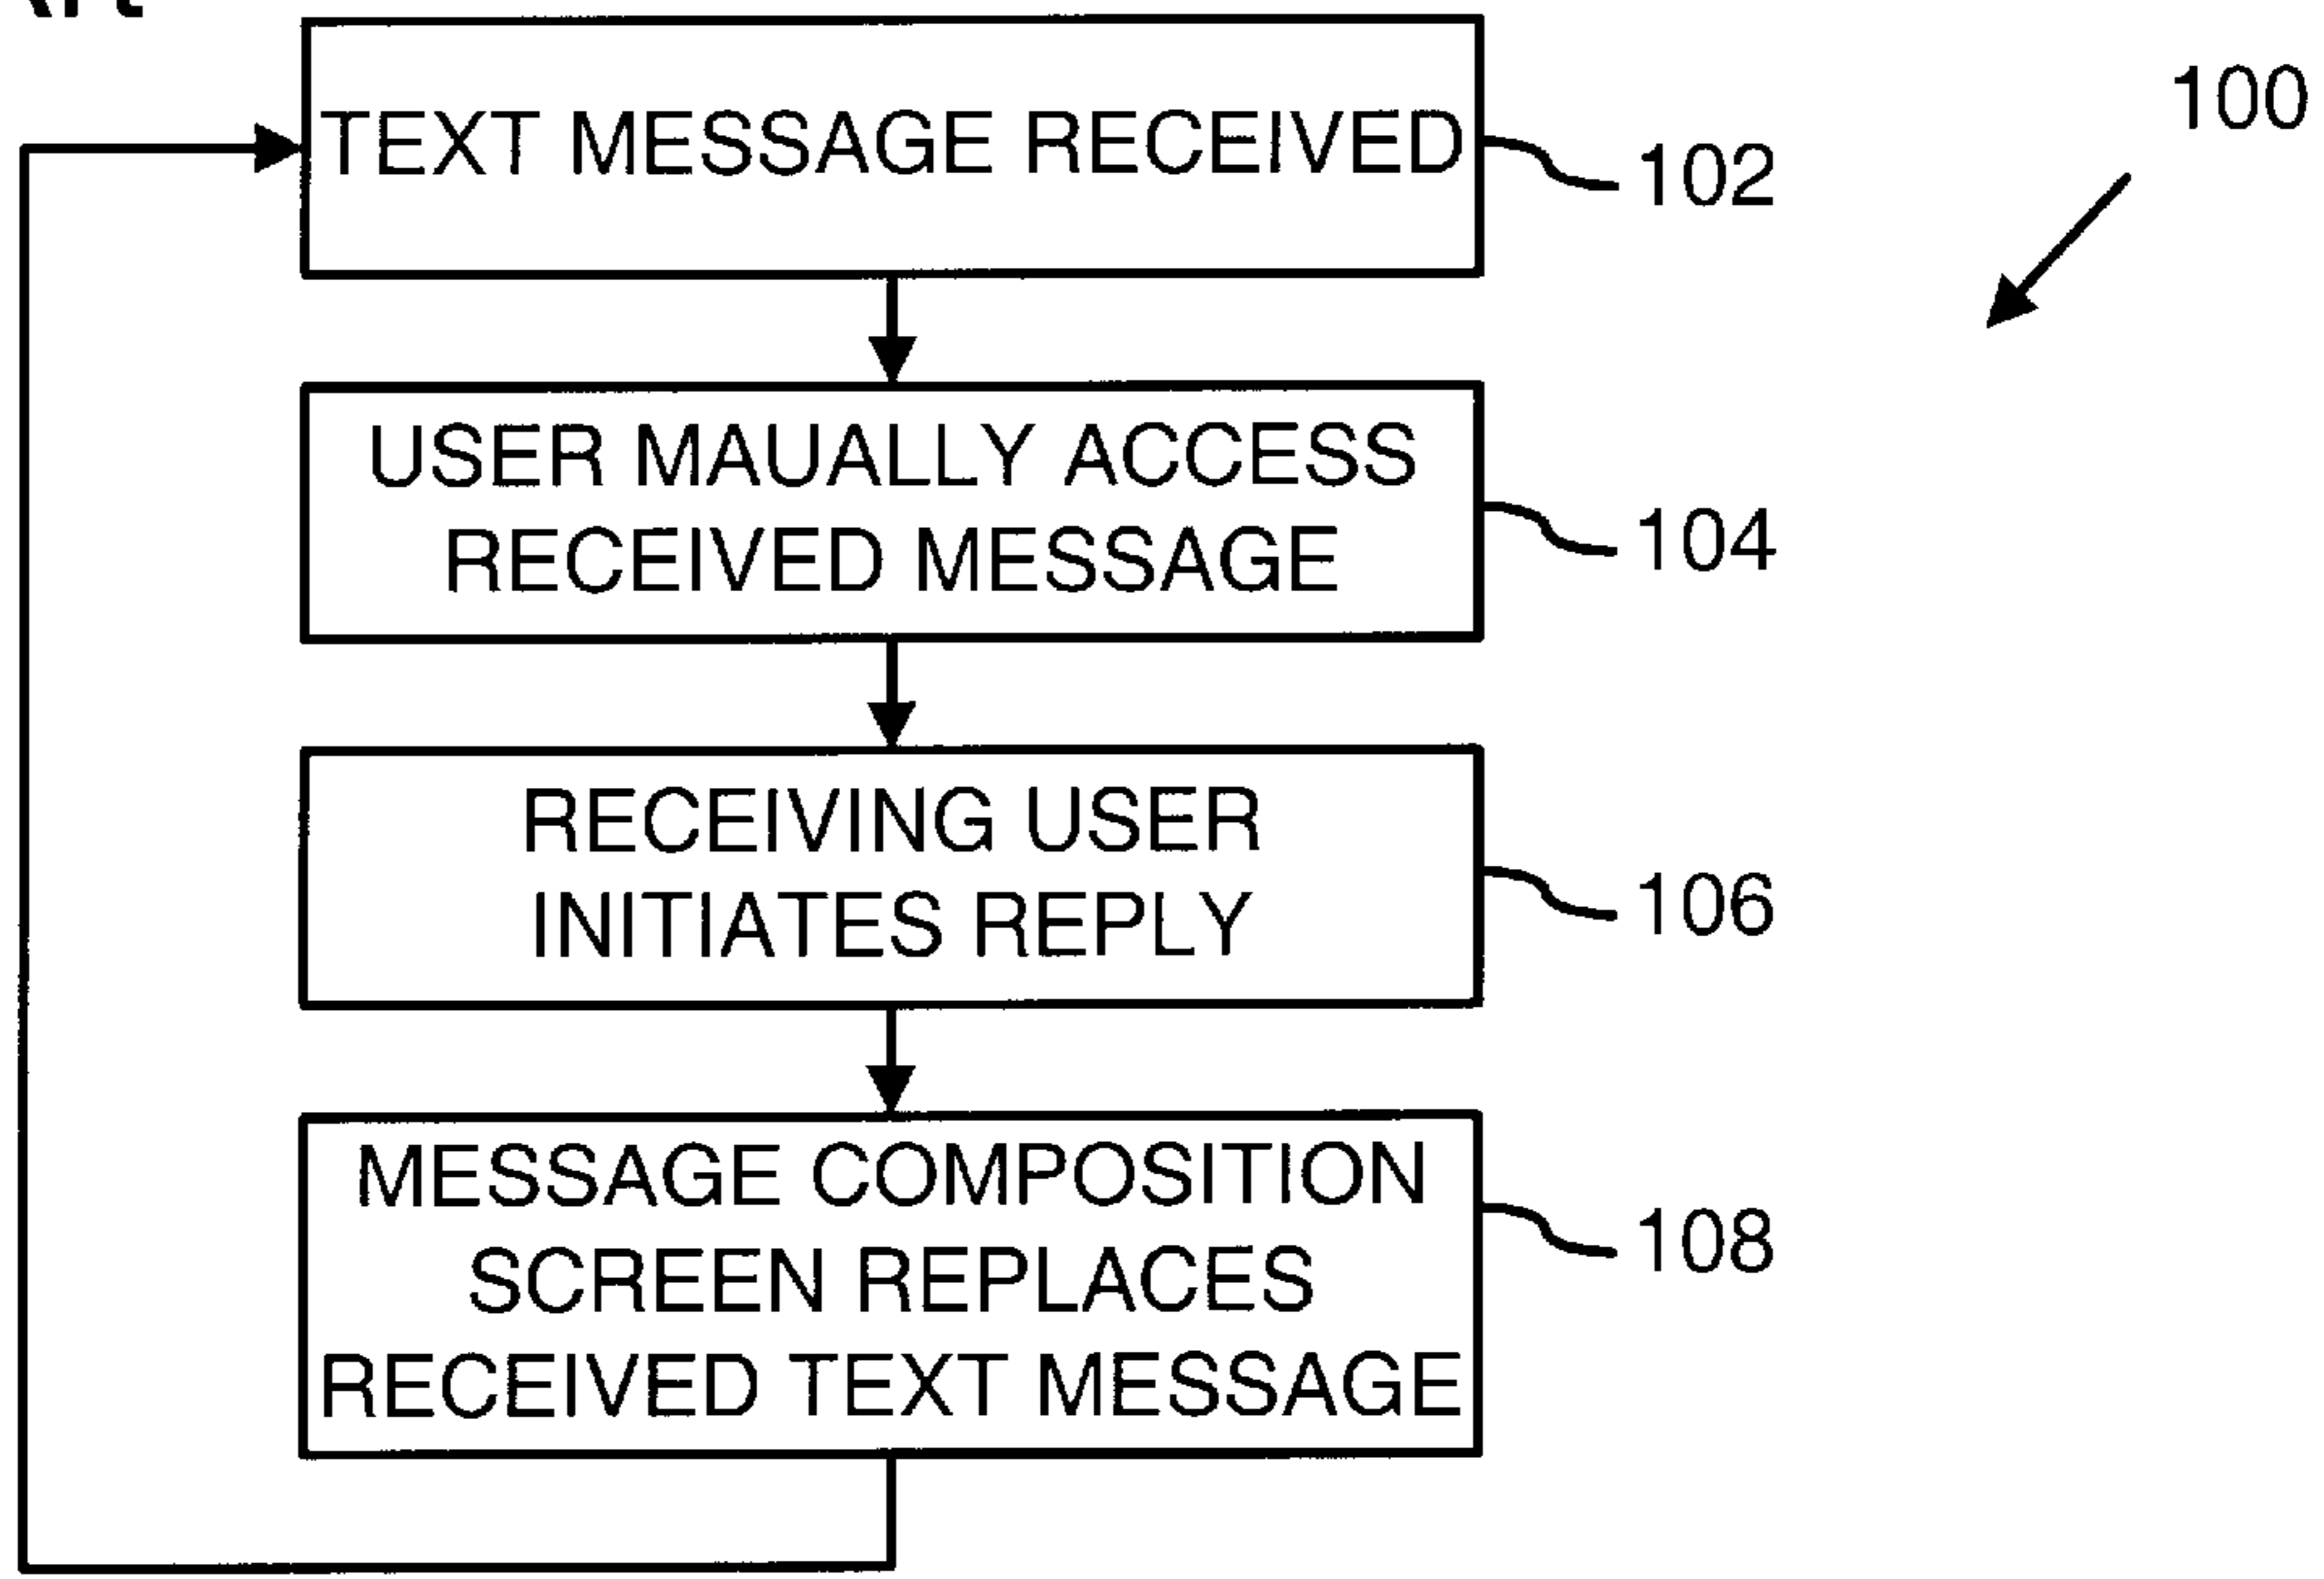 TEXT MESSAGE RECEIVED
102
100
USER MAUALLY ACCESS
RECEIVED MESSAGE
104
RECEIVING USER
INITIATES REPLY
106
MESSAGE COMPOSITION
SCREEN REPLACES
RECEIVED TEXT MESSAGE
108